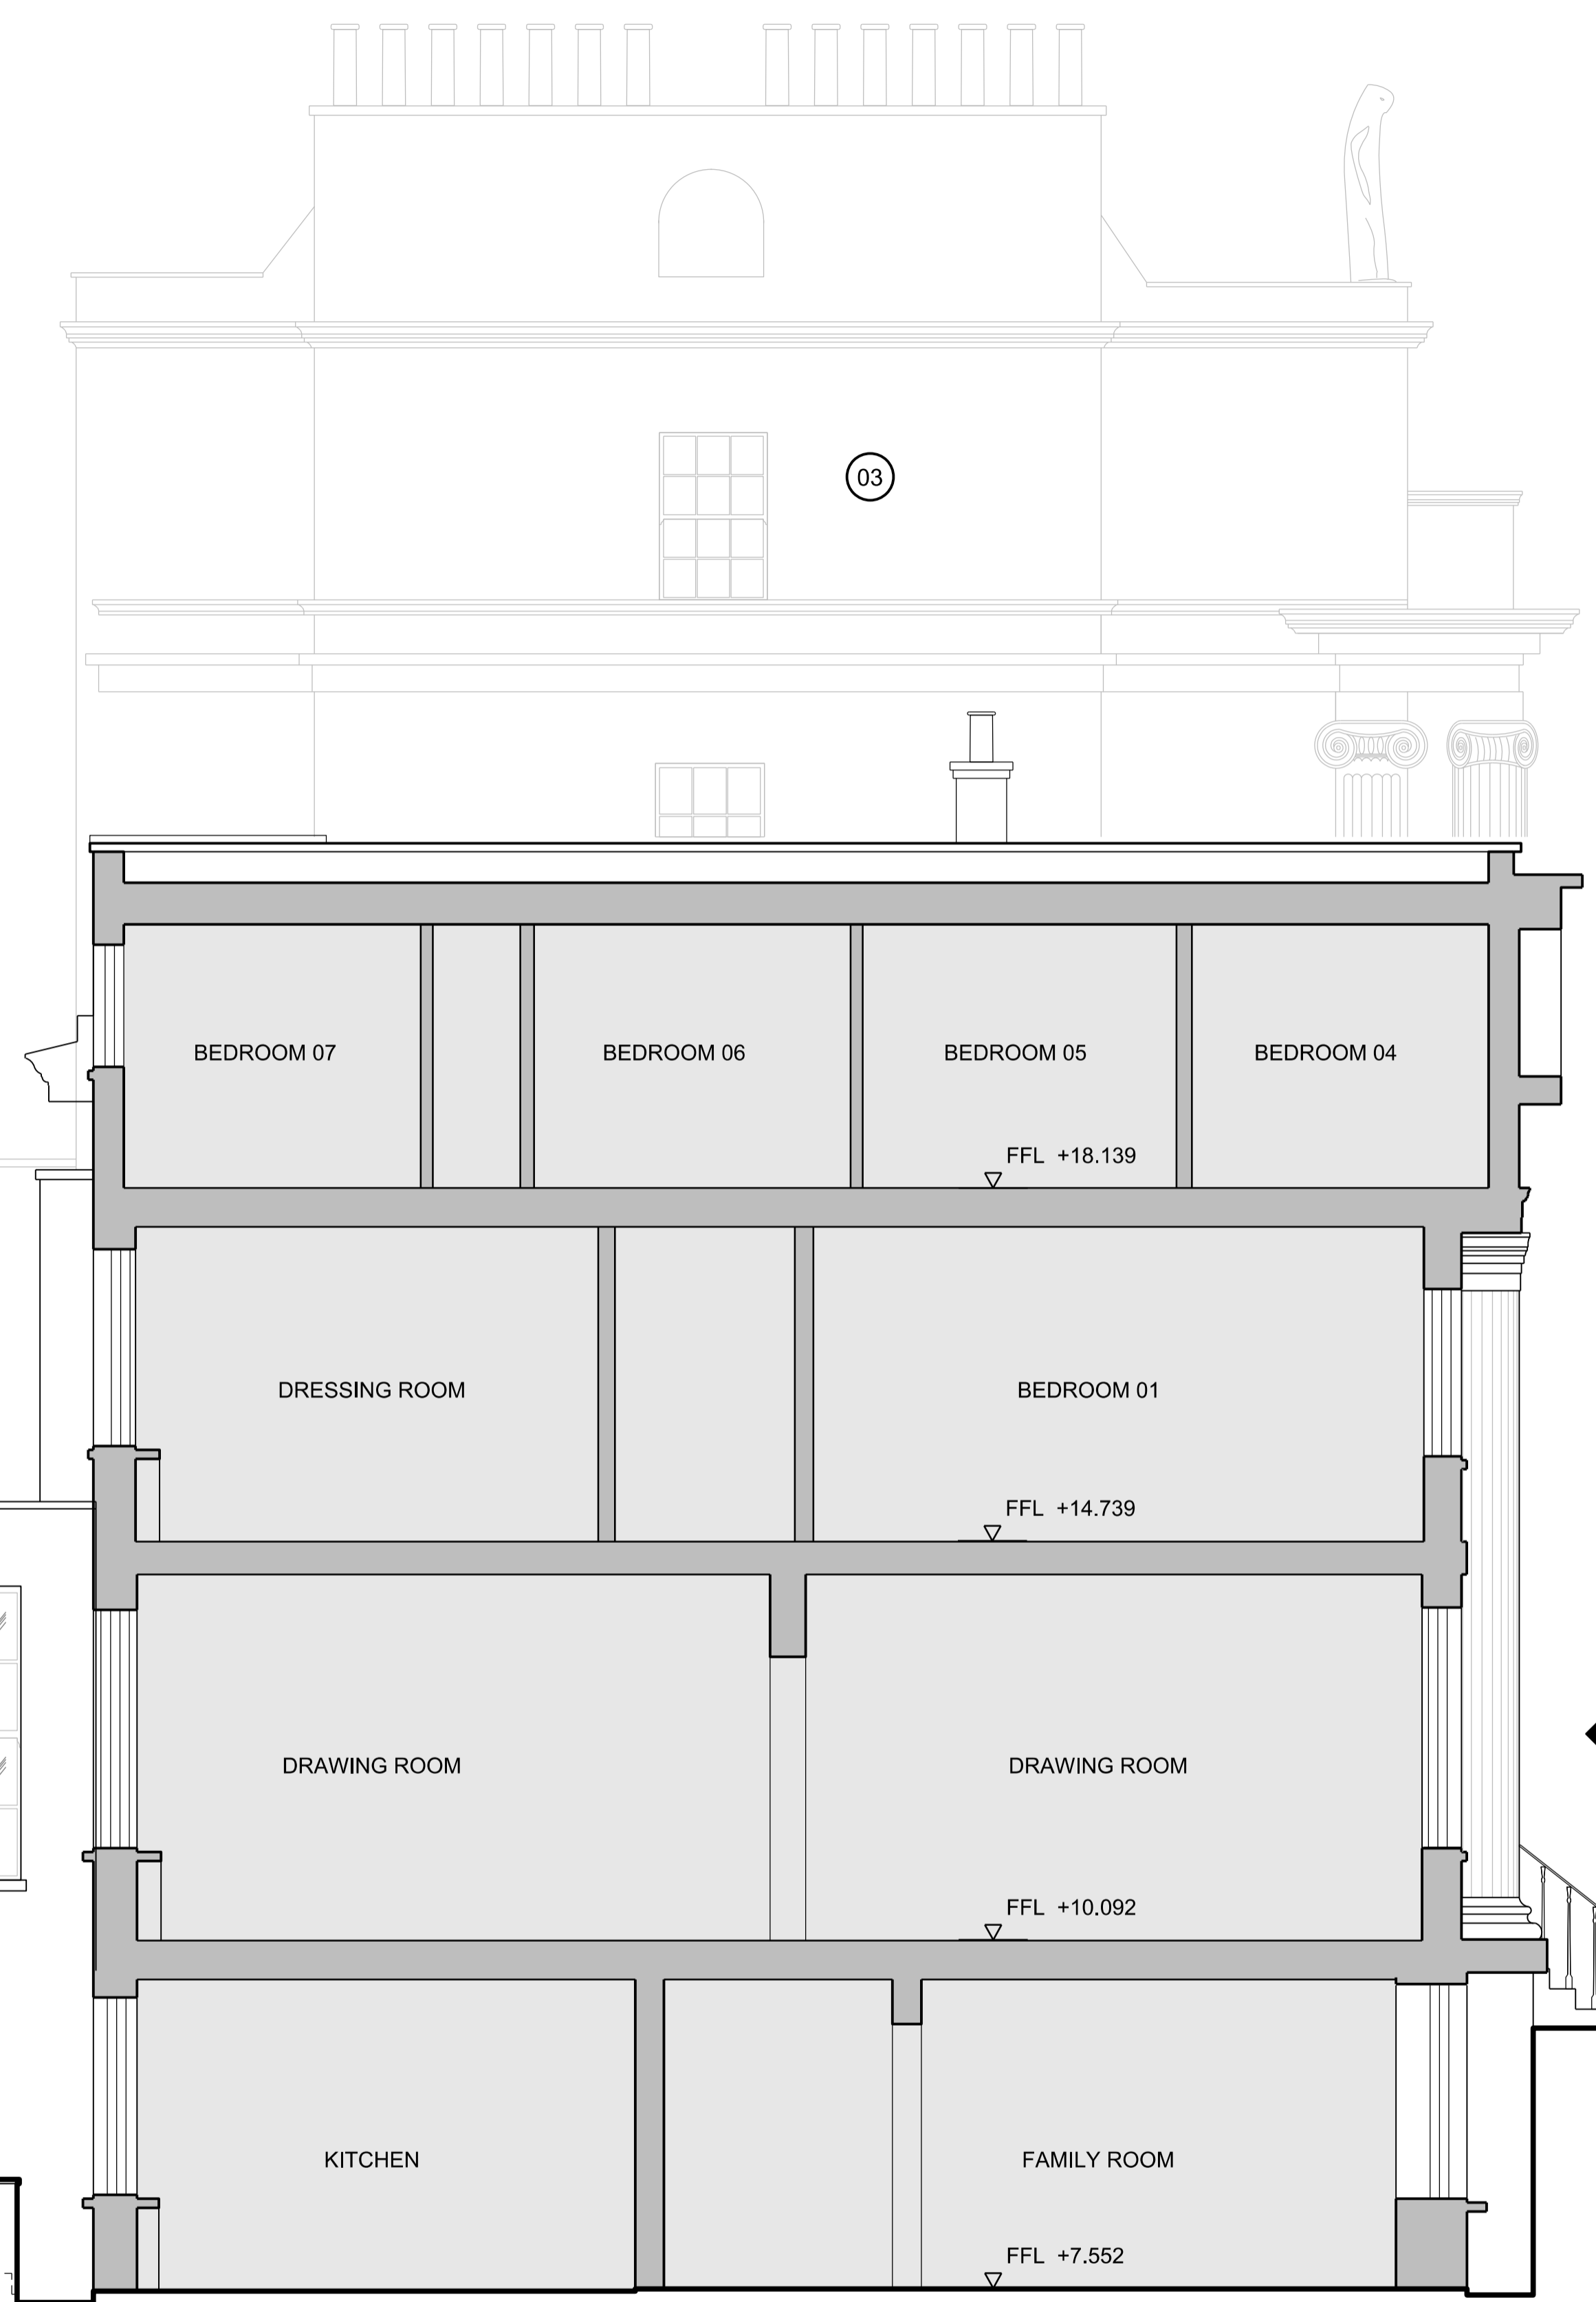 03
BEDROOM 07
BEDROOM 06
BEDROOM 05
BEDROOM 04
FFL +18.139
DRESSING ROOM
BEDROOM 01
FFL +14.739
DRAWING ROOM
DRAWING ROOM
FFL +10.092
KITCHEN
FAMILY ROOM
FFL +7.552